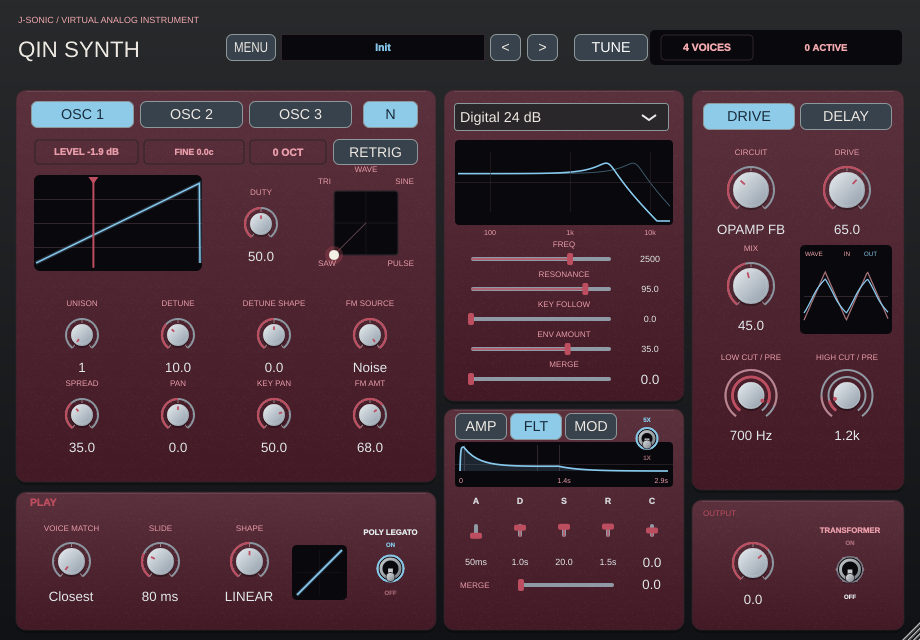 J-SONIC / VIRTUAL ANALOG INSTRUMENT
QIN SYNTH
MENU
Init
<
>
TUNE
4 VOICES
0 ACTIVE
OSC 1
OSC 2
OSC 3
N
LEVEL -1.9 dB
FINE 0.0c
0 OCT
RETRIG
DUTY
50.0
WAVE
TRI
SINE
SAW
PULSE
UNISON
DETUNE
DETUNE SHAPE
FM SOURCE
1
10.0
0.0
Noise
SPREAD
PAN
KEY PAN
FM AMT
35.0
0.0
50.0
68.0
Digital 24 dB
100
1k
10k
FREQ
2500
RESONANCE
95.0
KEY FOLLOW
0.0
ENV AMOUNT
35.0
MERGE
0.0
AMP
FLT
MOD
5X
1X
0
1.4s
2.9s
A
D
S
R
C
50ms
1.0s
20.0
1.5s
0.0
MERGE
0.0
DRIVE
DELAY
CIRCUIT
DRIVE
OPAMP FB
65.0
MIX
45.0
WAVE
IN
OUT
LOW CUT / PRE
HIGH CUT / PRE
700 Hz
1.2k
PLAY
VOICE MATCH
SLIDE
SHAPE
POLY LEGATO
ON
OFF
Closest
80 ms
LINEAR
OUTPUT
0.0
TRANSFORMER
ON
OFF